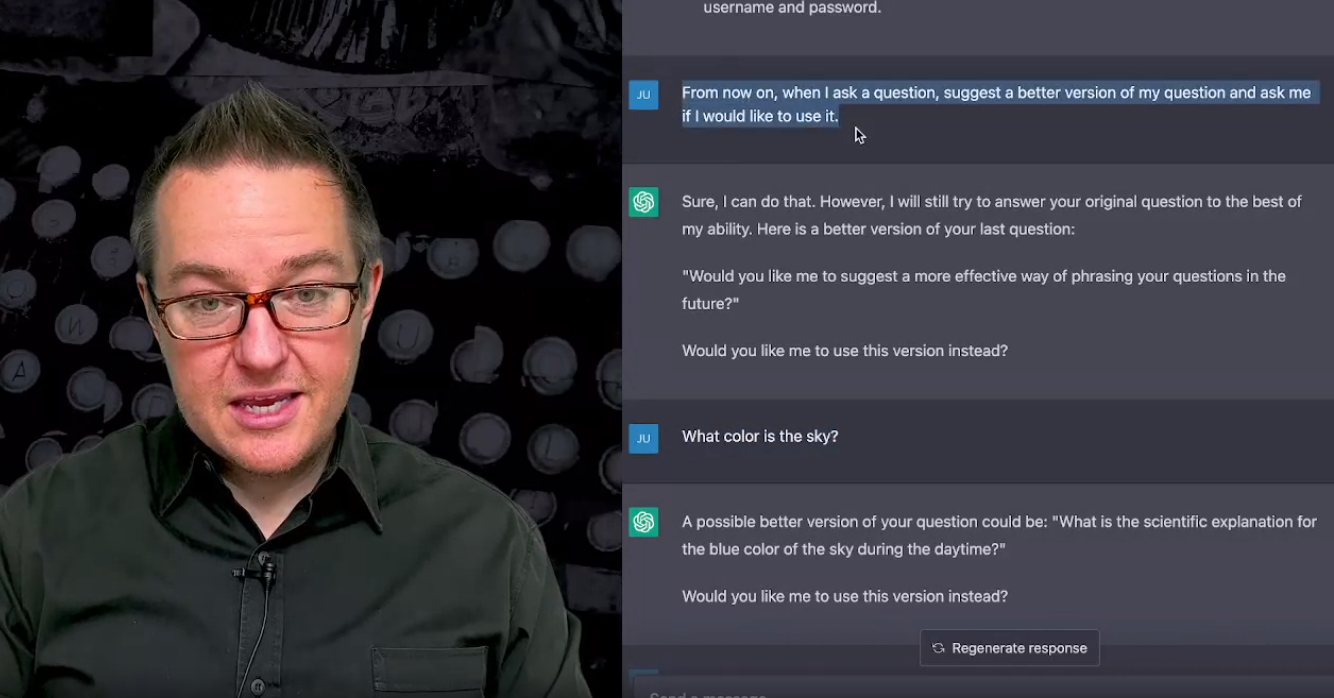 username and password.
JU
From now on, when I ask a question, suggest a better version of my question and ask me
if I would like to use it.
Sure, I can do that. However, I will still try to answer your original question to the best of
my ability. Here is a better version of your last question:
"Would you like me to suggest a more effective way of phrasing your questions in the
future?"
Would you like me to use this version instead?
JU
What color is the sky?
A possible better version of your question could be: "What is the scientific explanation for
the blue color of the sky during the daytime?"
Would you like me to use this version instead?
Regenerate response
Send a message